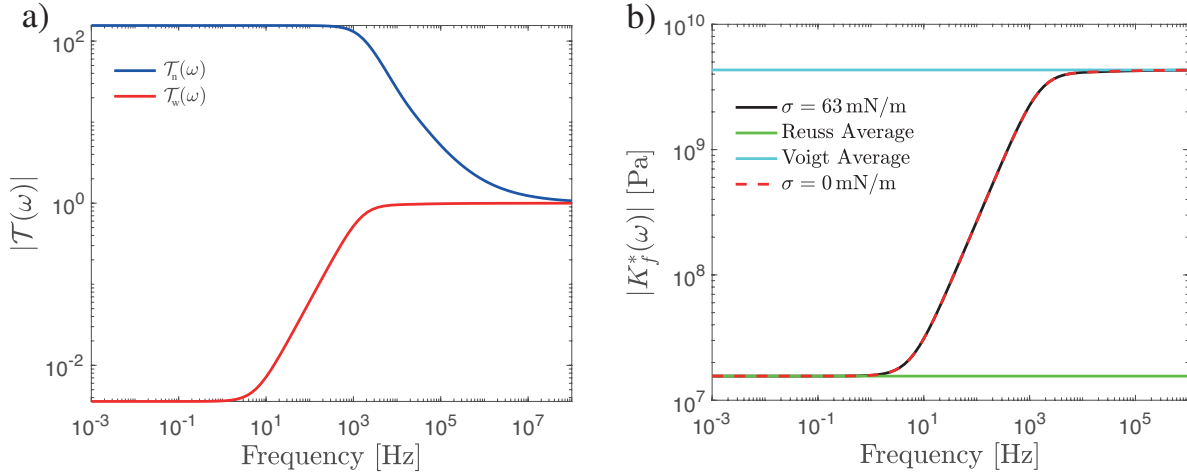 a)
10^2
10^0
10^-2
|𝒯(ω)|
𝒯_n(ω)
𝒯_w(ω)
10^-3 10^-1 10^1 10^3 10^5 10^7
Frequency [Hz]
b)
10^10
10^9
10^8
10^7
|K_f^*(ω)| [Pa]
σ = 63 mN/m
Reuss Average
Voigt Average
σ = 0 mN/m
10^-3 10^-1 10^1 10^3 10^5
Frequency [Hz]